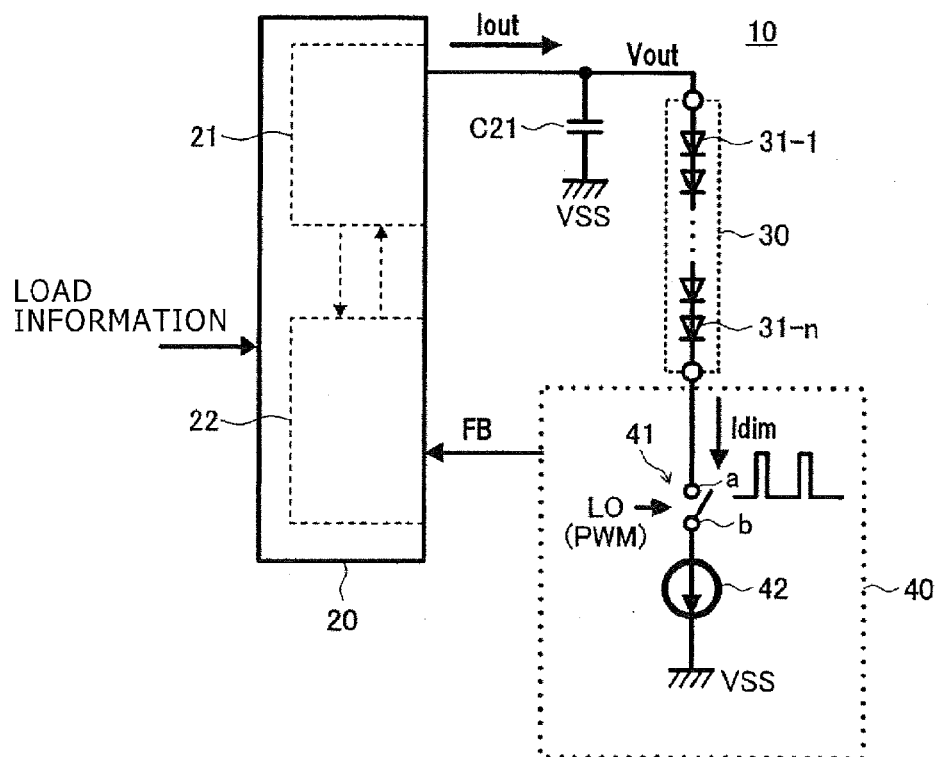 Iout
10
Vout
C21
31-1
21
VSS
30
LOAD
INFORMATION
31-n
22
FB
41
Idim
a
LO
(PWM)
b
42
40
20
VSS